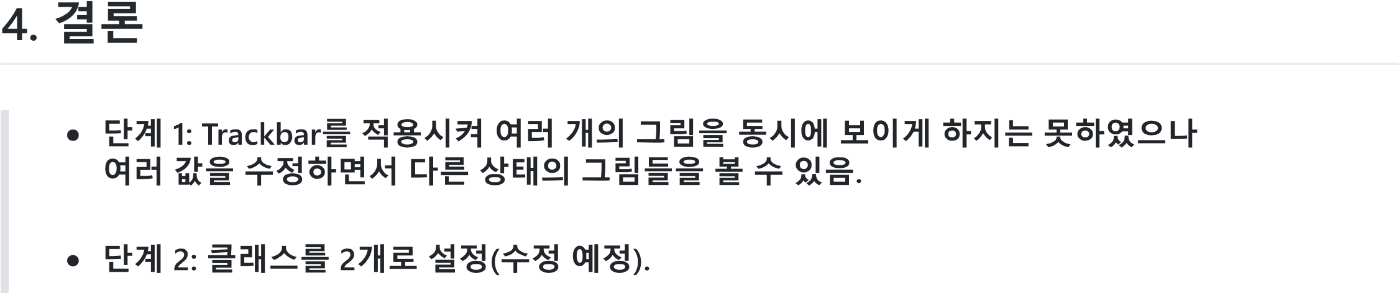 4. 결론
• 단계 1: Trackbar를 적용시켜 여러 개의 그림을 동시에 보이게 하지는 못하였으나
여러 값을 수정하면서 다른 상태의 그림들을 볼 수 있음.
• 단계 2: 클래스를 2개로 설정(수정 예정).